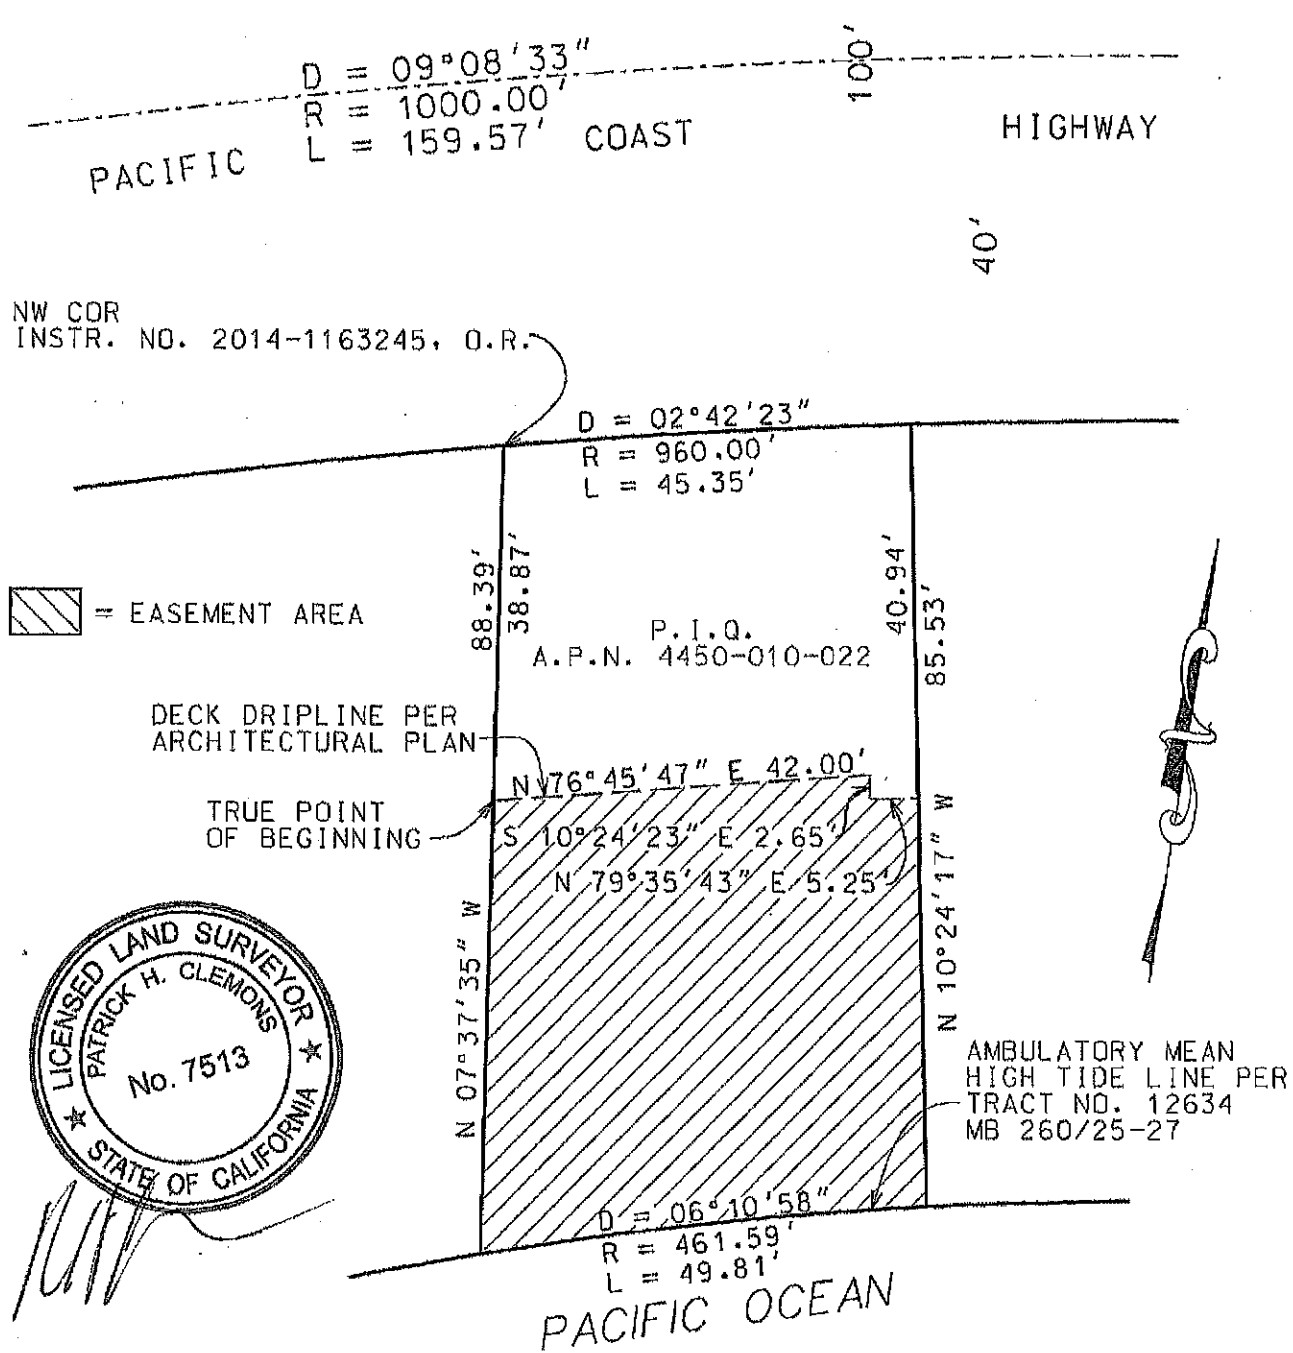 D = 09°08'33"
R = 1000.00'
L = 159.57'
100'
PACIFIC COAST HIGHWAY
40'
NW COR
INSTR. NO. 2014-1163245, O.R.
D = 02°42'23"
R = 960.00'
L = 45.35'
88.39'
38.87'
40.94'
85.53'
= EASEMENT AREA
P.I.Q.
A.P.N. 4450-010-022
DECK DRIPLINE PER
ARCHITECTURAL PLAN
N 76°45'47" E 42.00'
TRUE POINT
OF BEGINNING
S 10°24'23" E 2.65'
N 79°35'43" E 5.25'
N 07°37'35" W
N 10°24'17" W
LICENSED LAND SURVEYOR
PATRICK H. CLEMONS
No. 7513
STATE OF CALIFORNIA
AMBULATORY MEAN
HIGH TIDE LINE PER
TRACT NO. 12634
MB 260/25-27
D = 06°10'58"
R = 461.59'
L = 49.81'
PACIFIC OCEAN